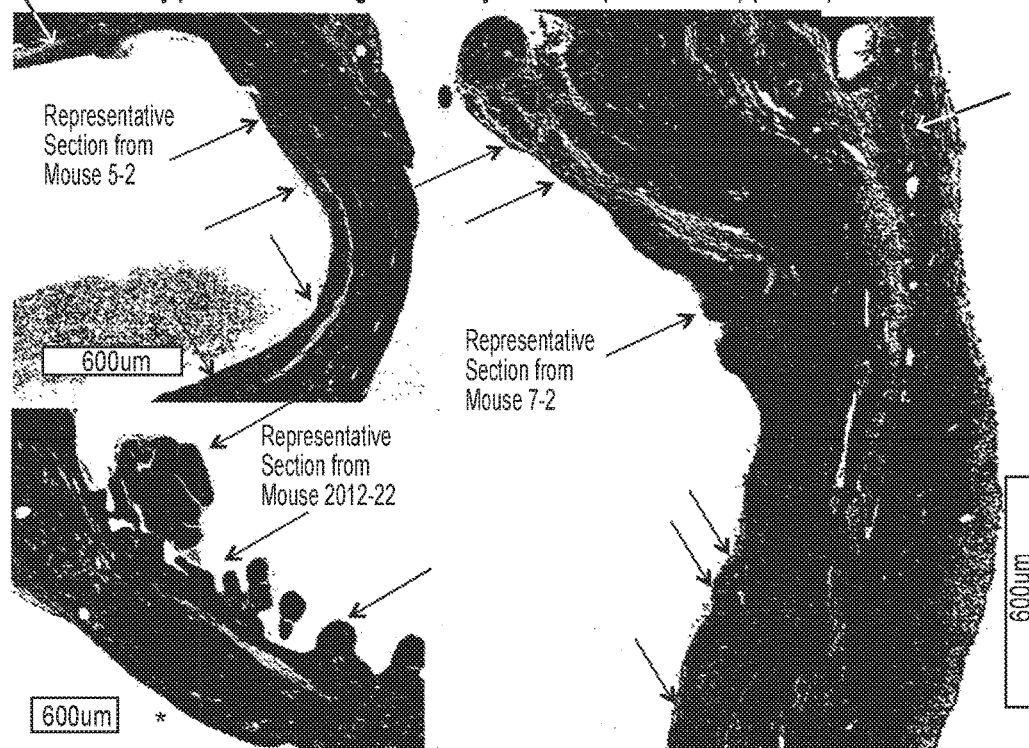 Representative
Section from
Mouse 5-2
600um
Representative
Section from
Mouse 7-2
Representative
Section from
Mouse 2012-22
600um
600um
*